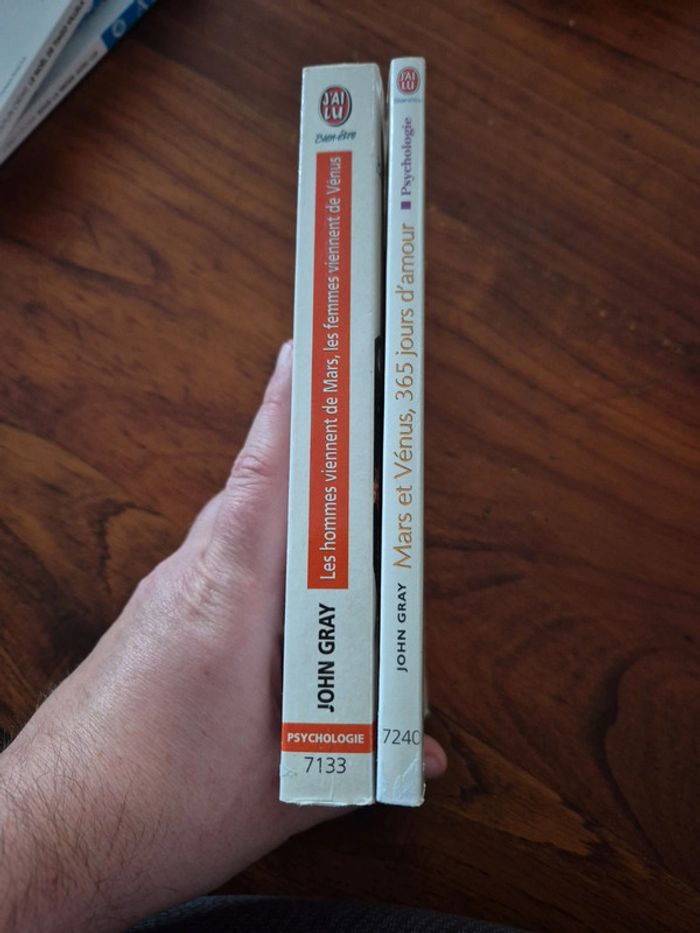 J'AI
LU
Bien-être
Les hommes viennent de Mars, les femmes viennent de Vénus
JOHN GRAY
PSYCHOLOGIE
7133
J'AI
LU
Psychologie
Mars et Vénus, 365 jours d'amour
JOHN GRAY
7240